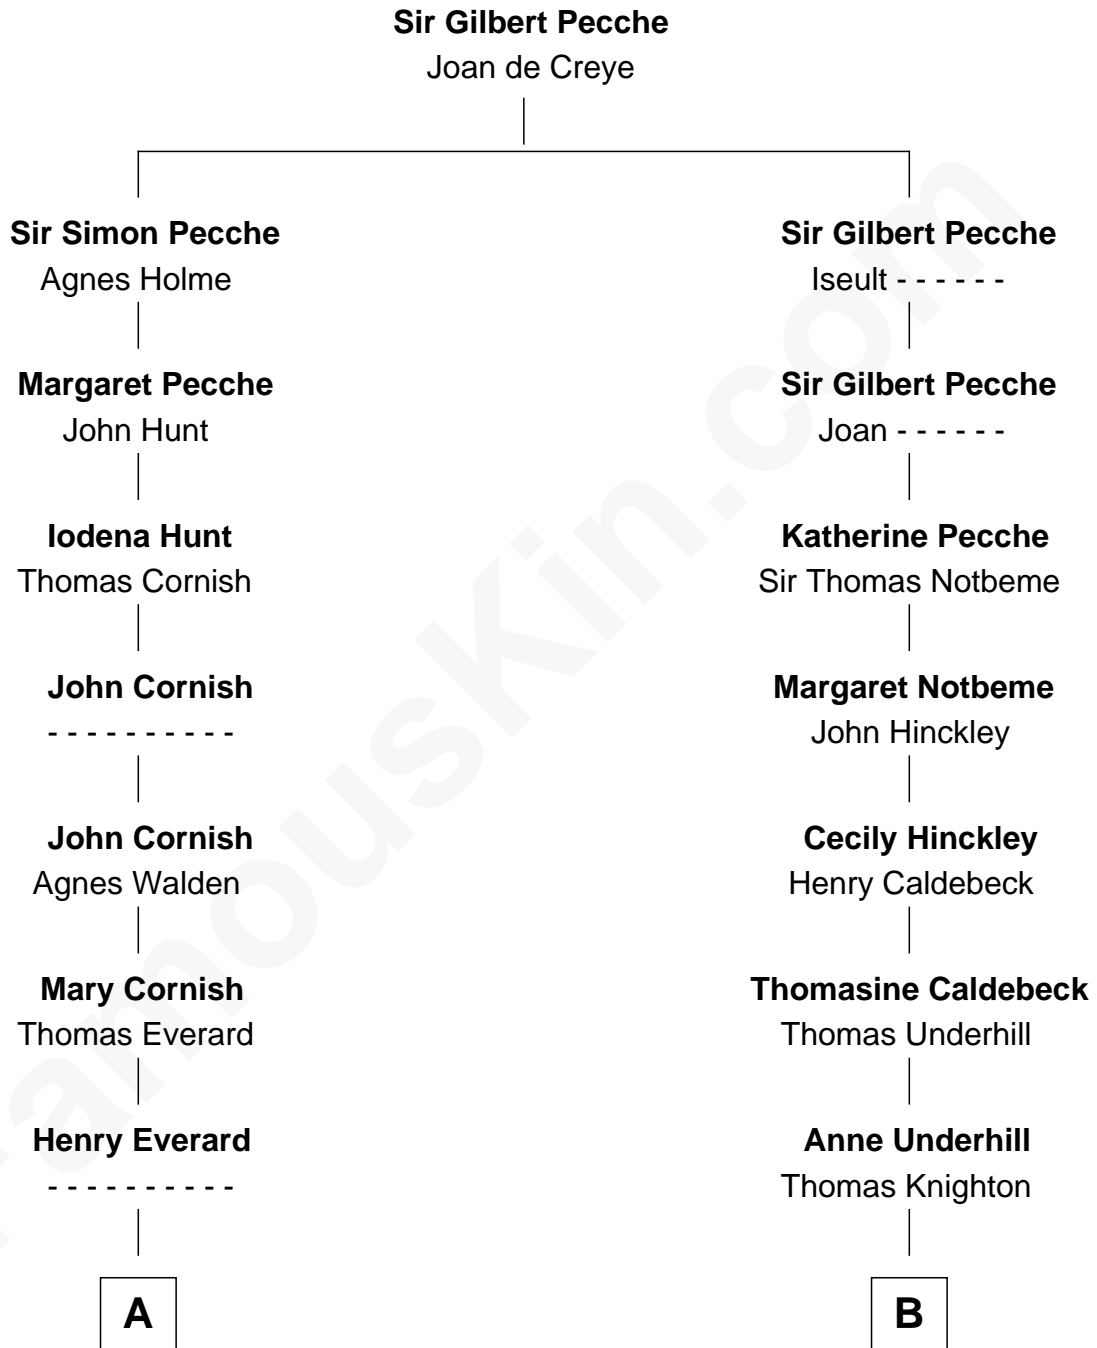 Sir Gilbert Pecche
Joan de Creye
Sir Simon Pecche
Agnes Holme
Sir Gilbert Pecche
Iseult - - - - - -
Margaret Pecche
John Hunt
Sir Gilbert Pecche
Joan - - - - - -
Iodena Hunt
Thomas Cornish
Katherine Pecche
Sir Thomas Notbeme
John Cornish
- - - - - - - - - -
Margaret Notbeme
John Hinckley
John Cornish
Agnes Walden
Cecily Hinckley
Henry Caldebeck
Mary Cornish
Thomas Everard
Thomasine Caldebeck
Thomas Underhill
Henry Everard
- - - - - - - - - -
Anne Underhill
Thomas Knighton
A
B
FamousKin.com